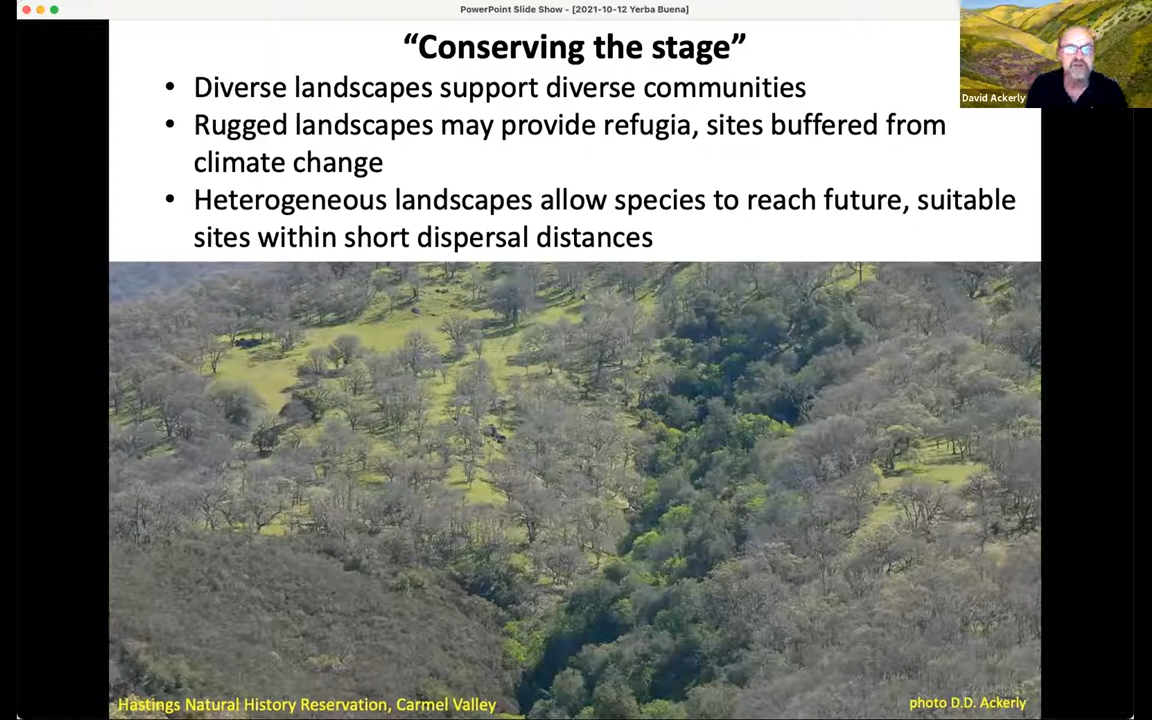 PowerPoint Slide Show - [2021-10-12 Yerba Buena]
“Conserving the stage”
• Diverse landscapes support diverse communities
• Rugged landscapes may provide refugia, sites buffered from
climate change
• Heterogeneous landscapes allow species to reach future, suitable
sites within short dispersal distances
David Ackerly
Hastings Natural History Reservation, Carmel Valley
photo D.D. Ackerly